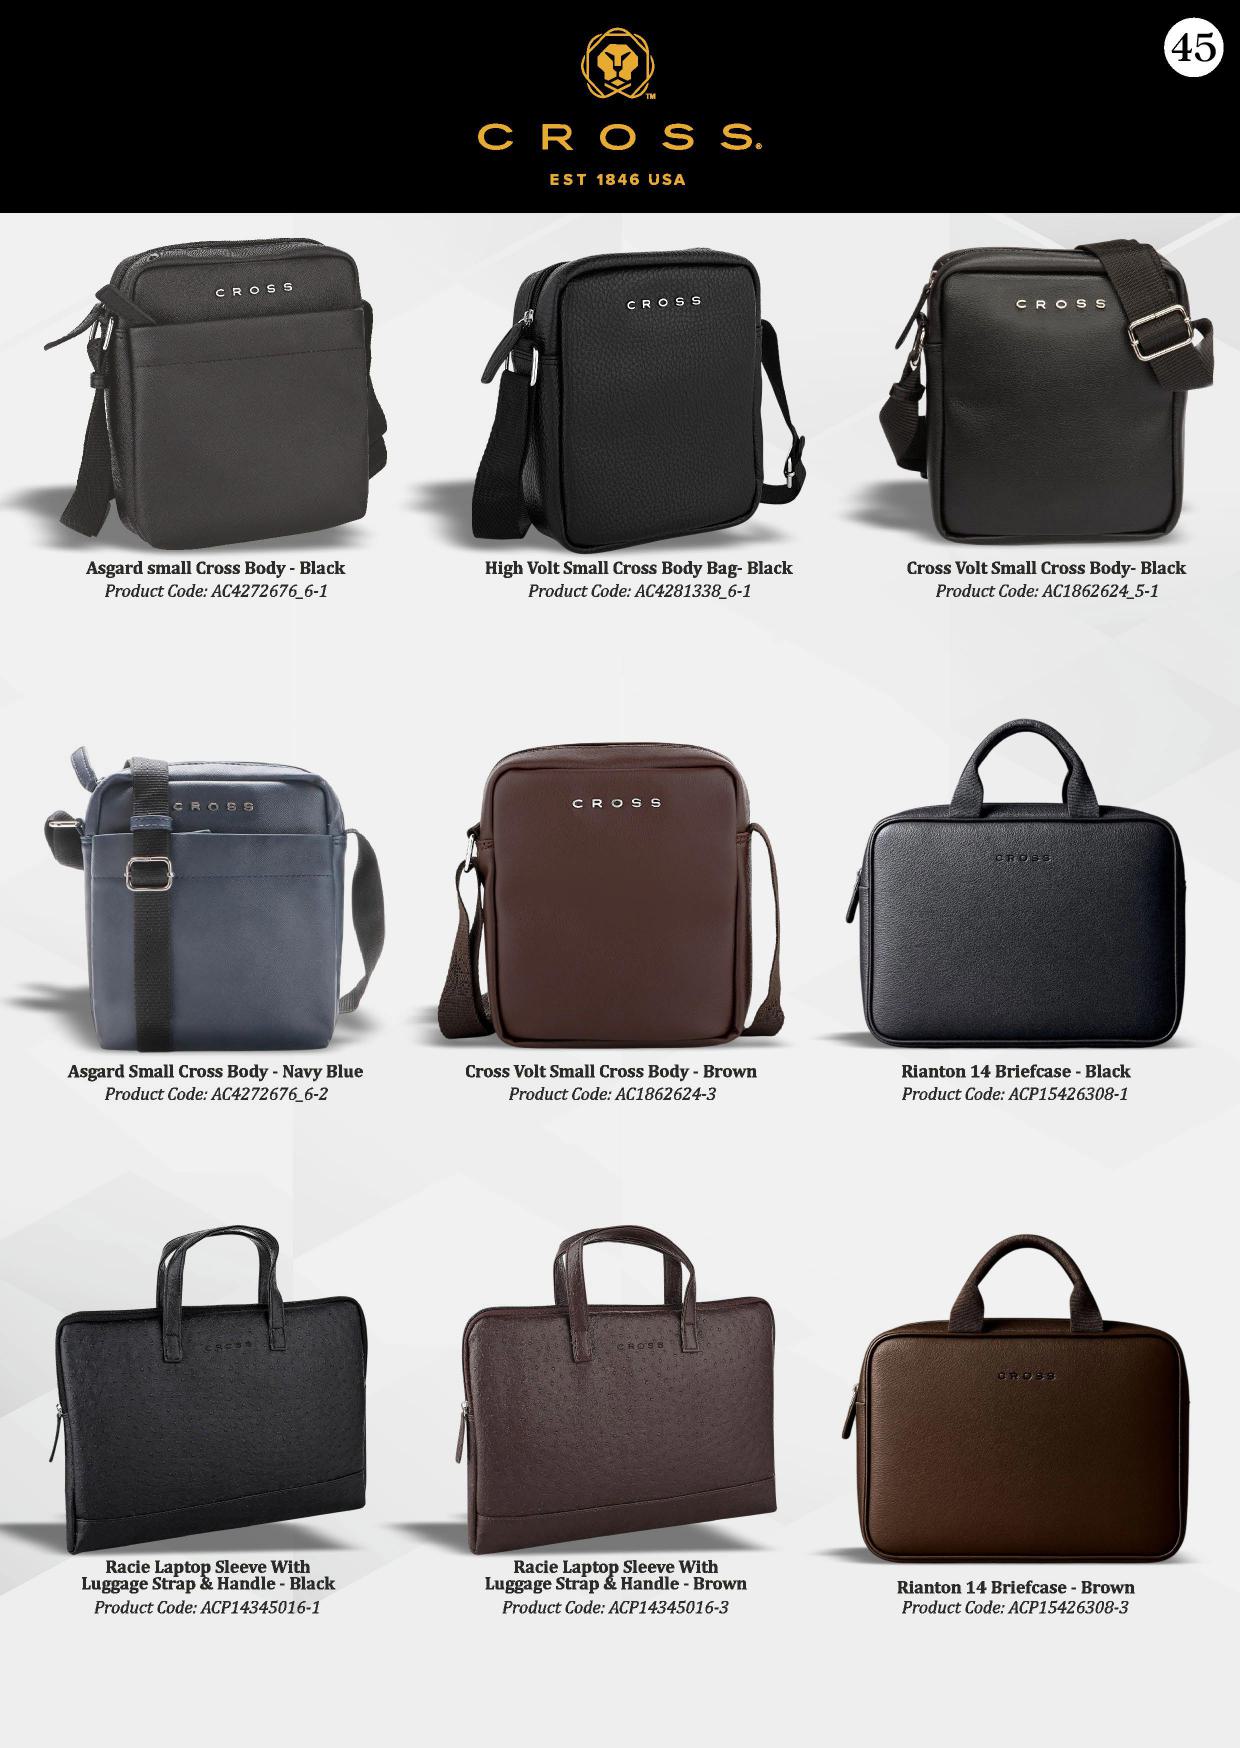 45
TM
CROSS®
EST 1846 USA
CROSS
CROSS
CROSS
Asgard small Cross Body - Black
Product Code: AC4272676_6-1
High Volt Small Cross Body Bag- Black
Product Code: AC4281338_6-1
Cross Volt Small Cross Body- Black
Product Code: AC1862624_5-1
CROSS
CROSS
CROSS
Asgard Small Cross Body - Navy Blue
Product Code: AC4272676_6-2
Cross Volt Small Cross Body - Brown
Product Code: AC1862624-3
Rianton 14 Briefcase - Black
Product Code: ACP15426308-1
CROSS
CROSS
CROSS
Racie Laptop Sleeve With
Luggage Strap & Handle - Black
Product Code: ACP14345016-1
Racie Laptop Sleeve With
Luggage Strap & Handle - Brown
Product Code: ACP14345016-3
Rianton 14 Briefcase - Brown
Product Code: ACP15426308-3